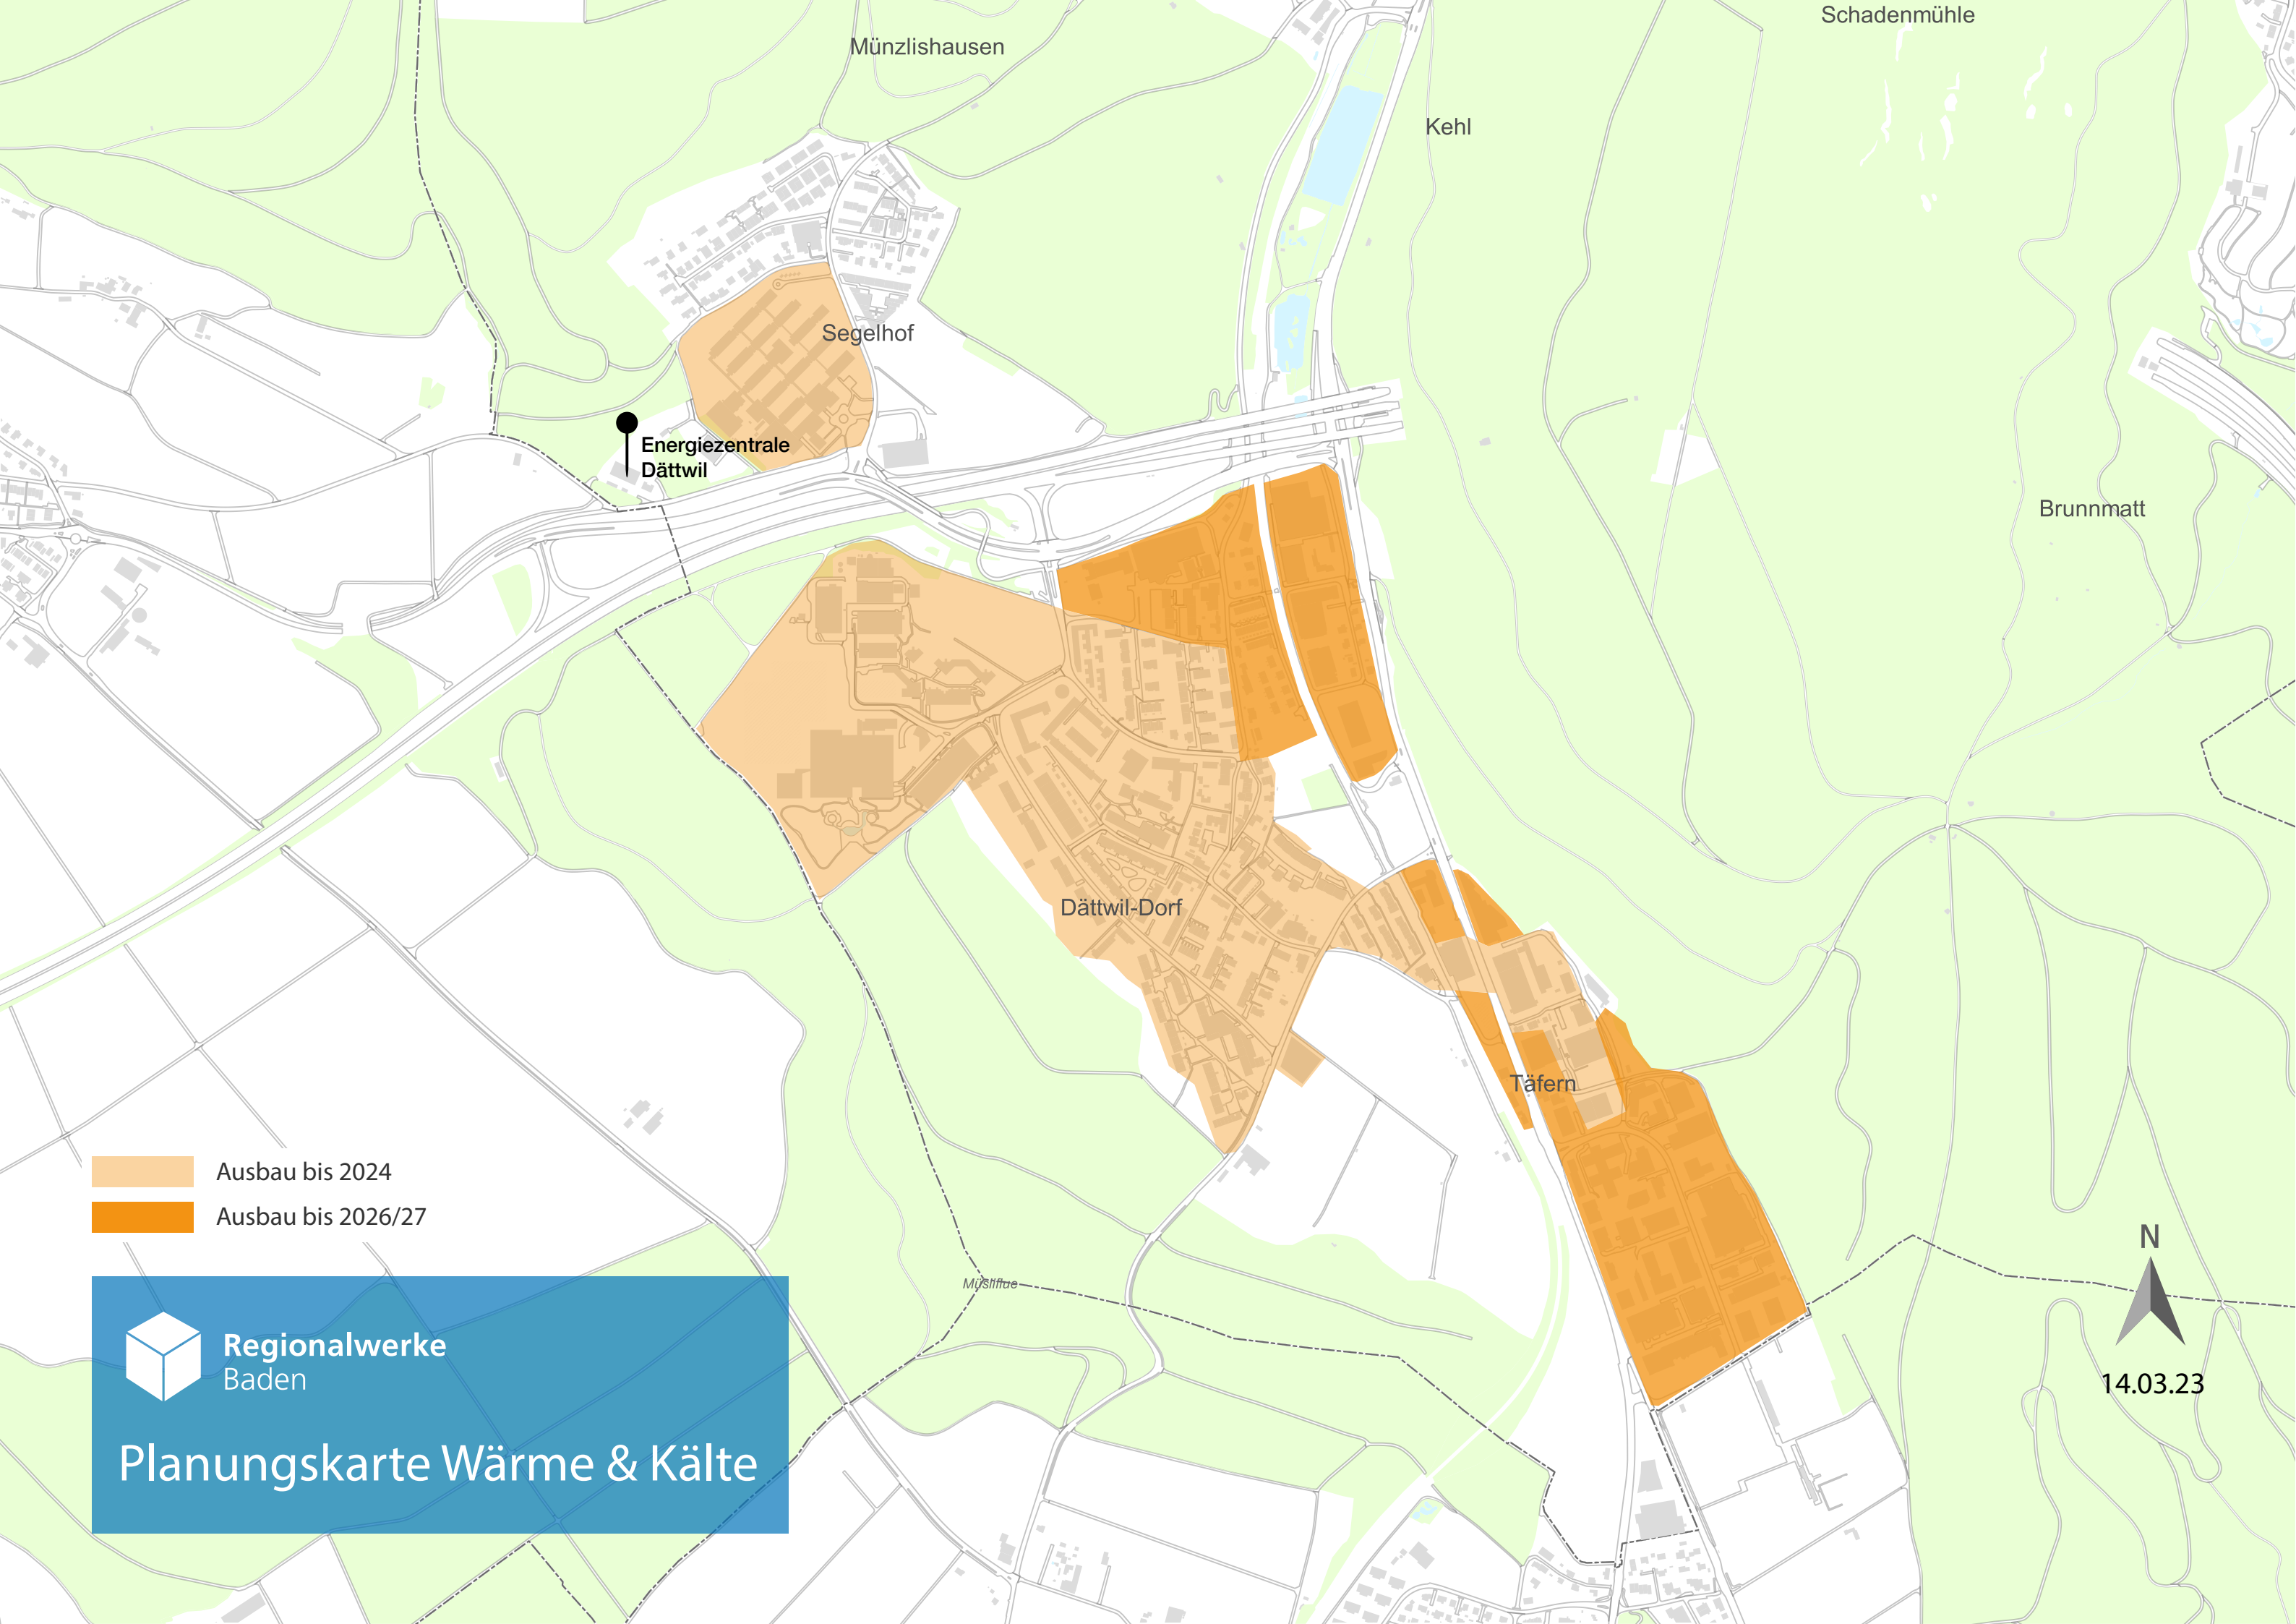 Schadenmühle
Münzlishausen
Kehl
Segelhof
Energiezentrale
Dättwil
Brunnmatt
Dättwil-Dorf
Täfern
Ausbau bis 2024
Ausbau bis 2026/27
N
Müsliflue
14.03.23
Regionalwerke
Baden
Planungskarte Wärme & Kälte